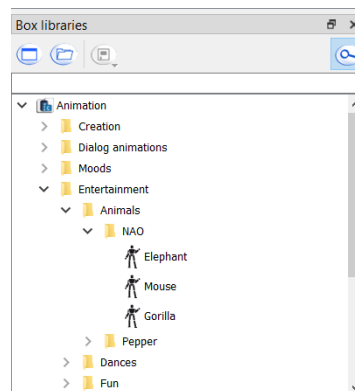 Box libraries
Animation
Creation
Dialog animations
Moods
Entertainment
Animals
NAO
Elephant
Mouse
Gorilla
Pepper
Dances
Fun